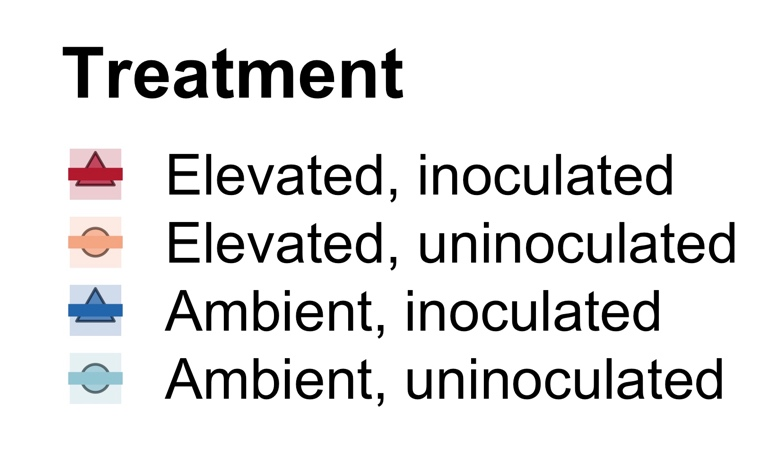 Treatment
Elevated, inoculated
Elevated, uninoculated
Ambient, inoculated
Ambient, uninoculated